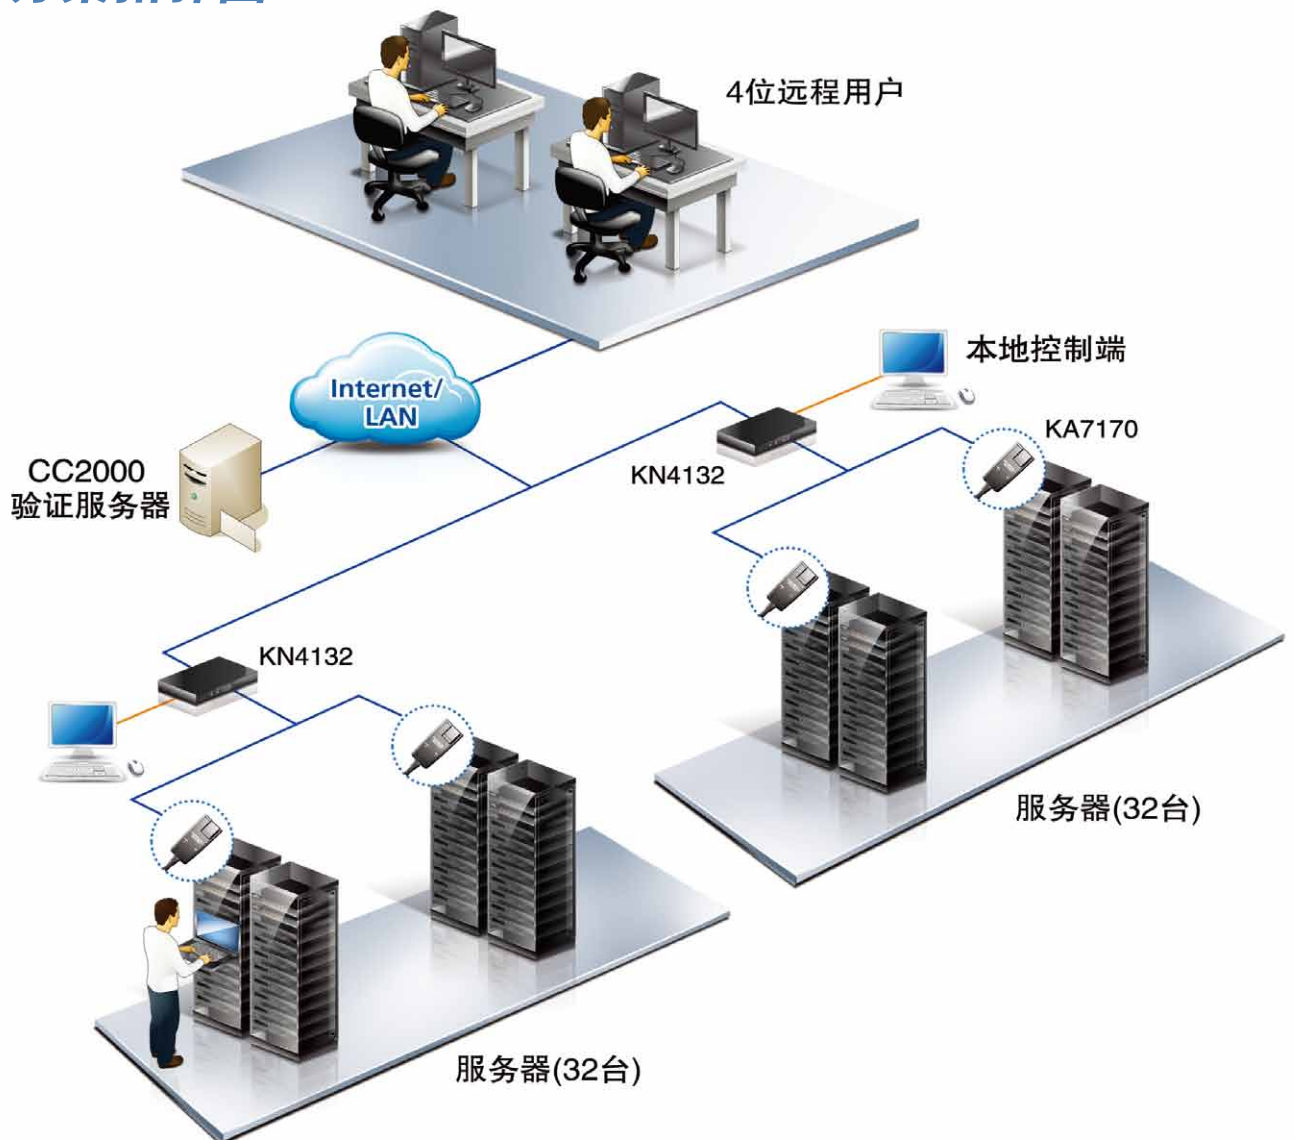 4位远程用户
Internet/
LAN
本地控制端
KA7170
KN4132
CC2000
验证服务器
KN4132
服务器(32台)
服务器(32台)